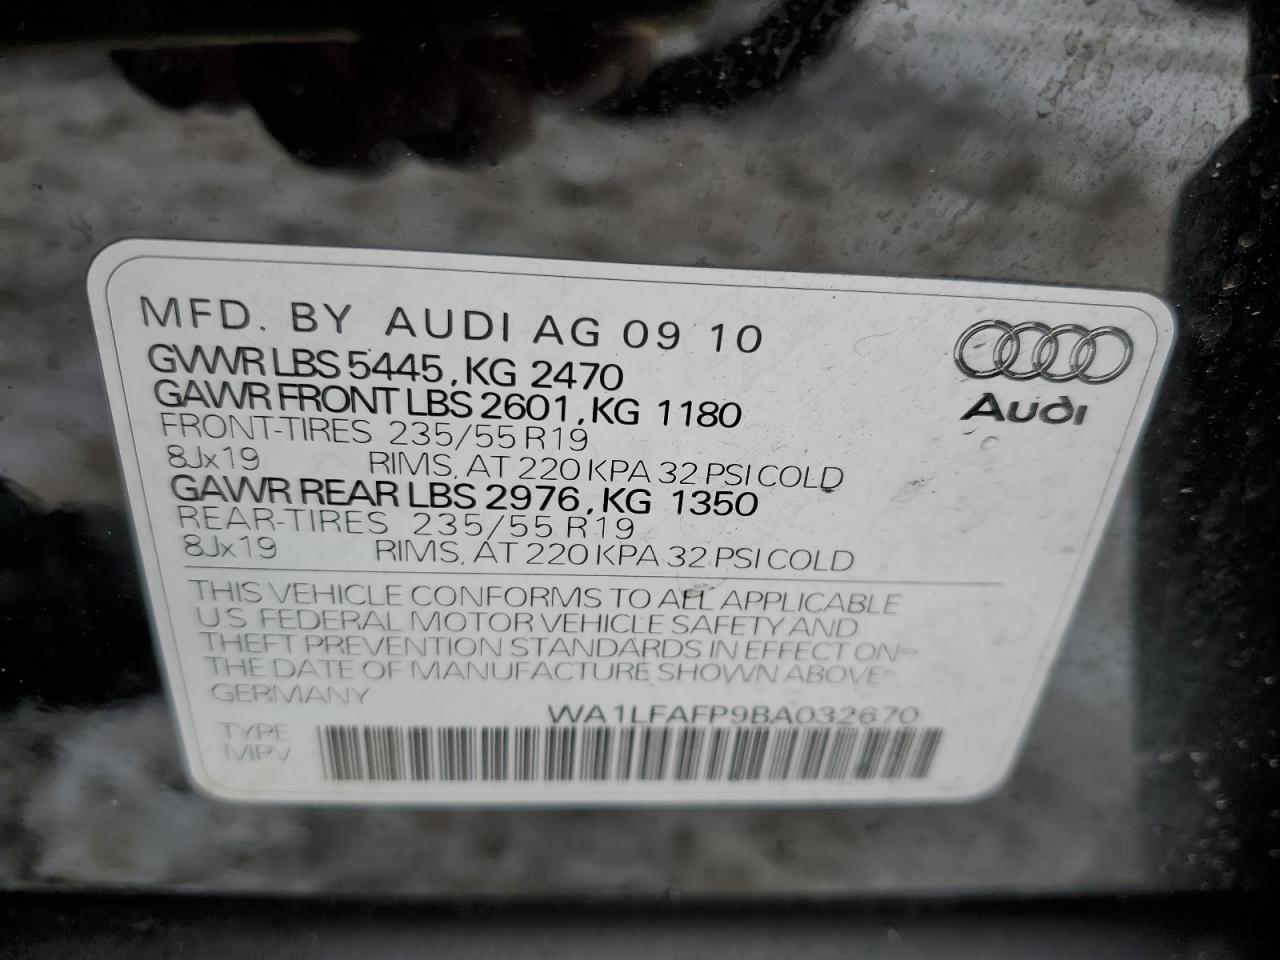 MFD. BY AUDI AG 09 10
GVWR LBS 5445, KG 2470
GAWR FRONT LBS 2601, KG 1180
FRONT-TIRES 235/55 R19
8Jx19 RIMS, AT 220 KPA 32 PSI COLD
GAWR REAR LBS 2976, KG 1350
REAR-TIRES 235/55 R19
8Jx19 RIMS, AT 220 KPA 32 PSI COLD
Audi
THIS VEHICLE CONFORMS TO ALL APPLICABLE
U.S FEDERAL MOTOR VEHICLE SAFETY AND
THEFT PREVENTION STANDARDS IN EFFECT ON
THE DATE OF MANUFACTURE SHOWN ABOVE
GERMANY
WA1LFAFP9BA032670
TYPE
MPV